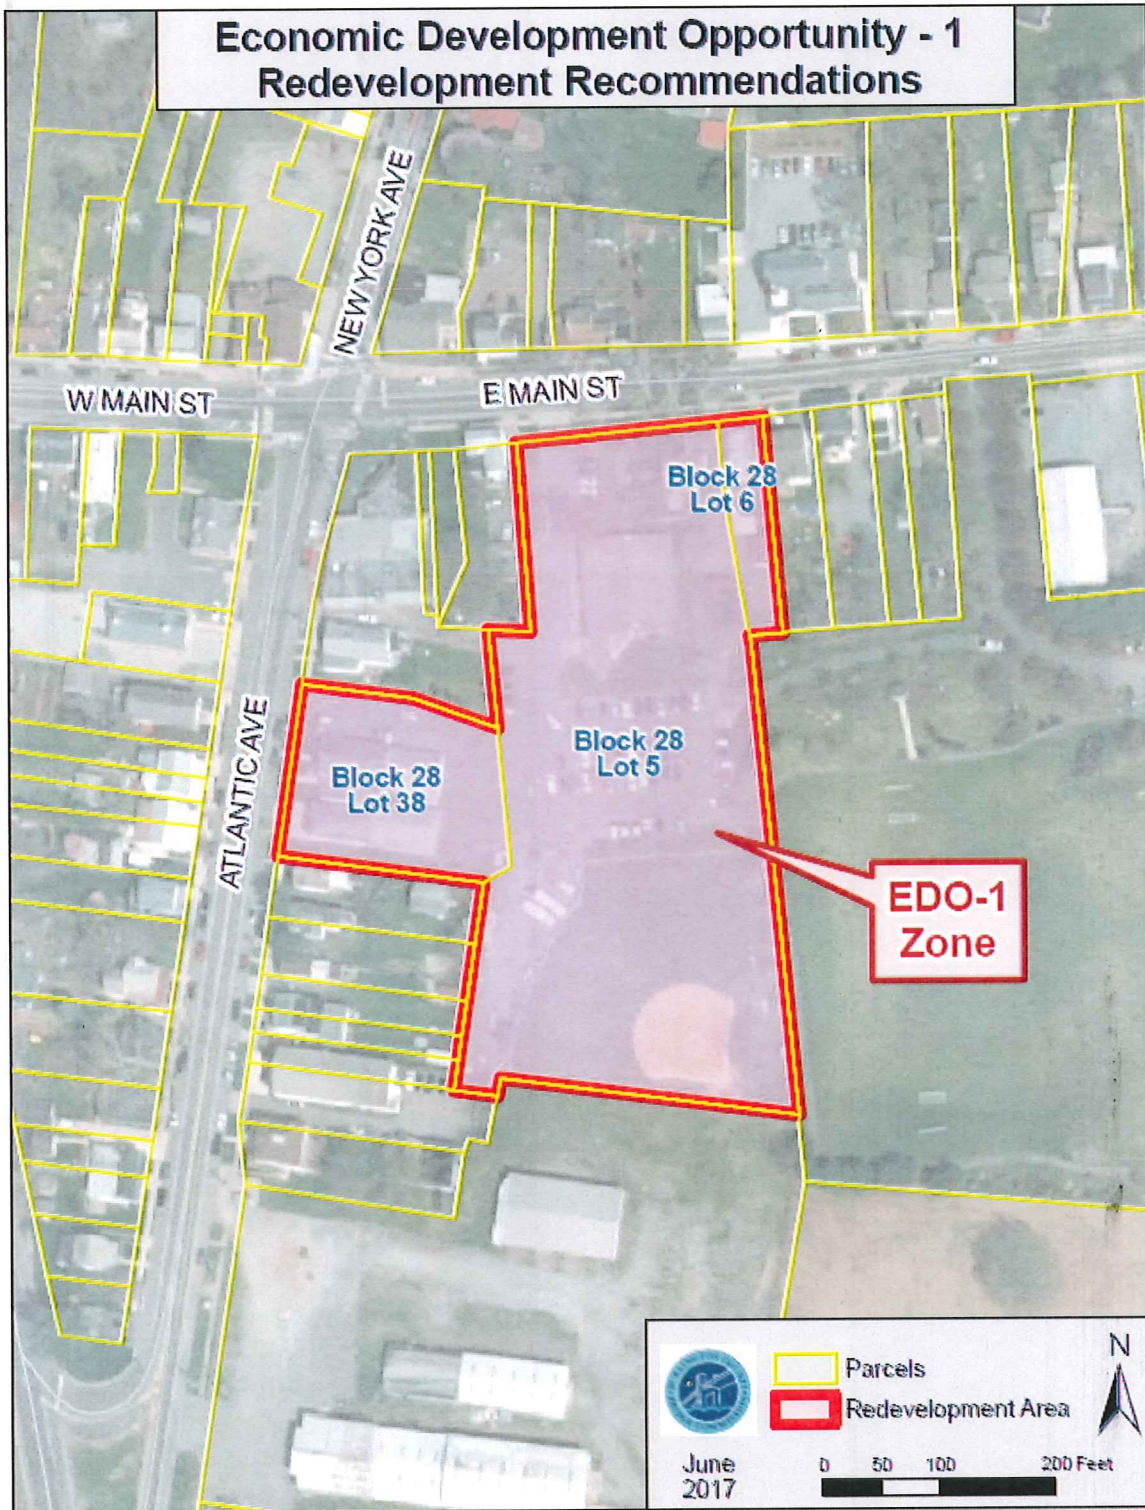 Economic Development Opportunity - 1
Redevelopment Recommendations
NEW YORK AVE
W MAIN ST
E MAIN ST
Block 28
Lot 6
ATLANTIC AVE
Block 28
Lot 5
Block 28
Lot 38
EDO-1
Zone
Parcels
Redevelopment Area
N
June
2017
0 50 100 200 Feet